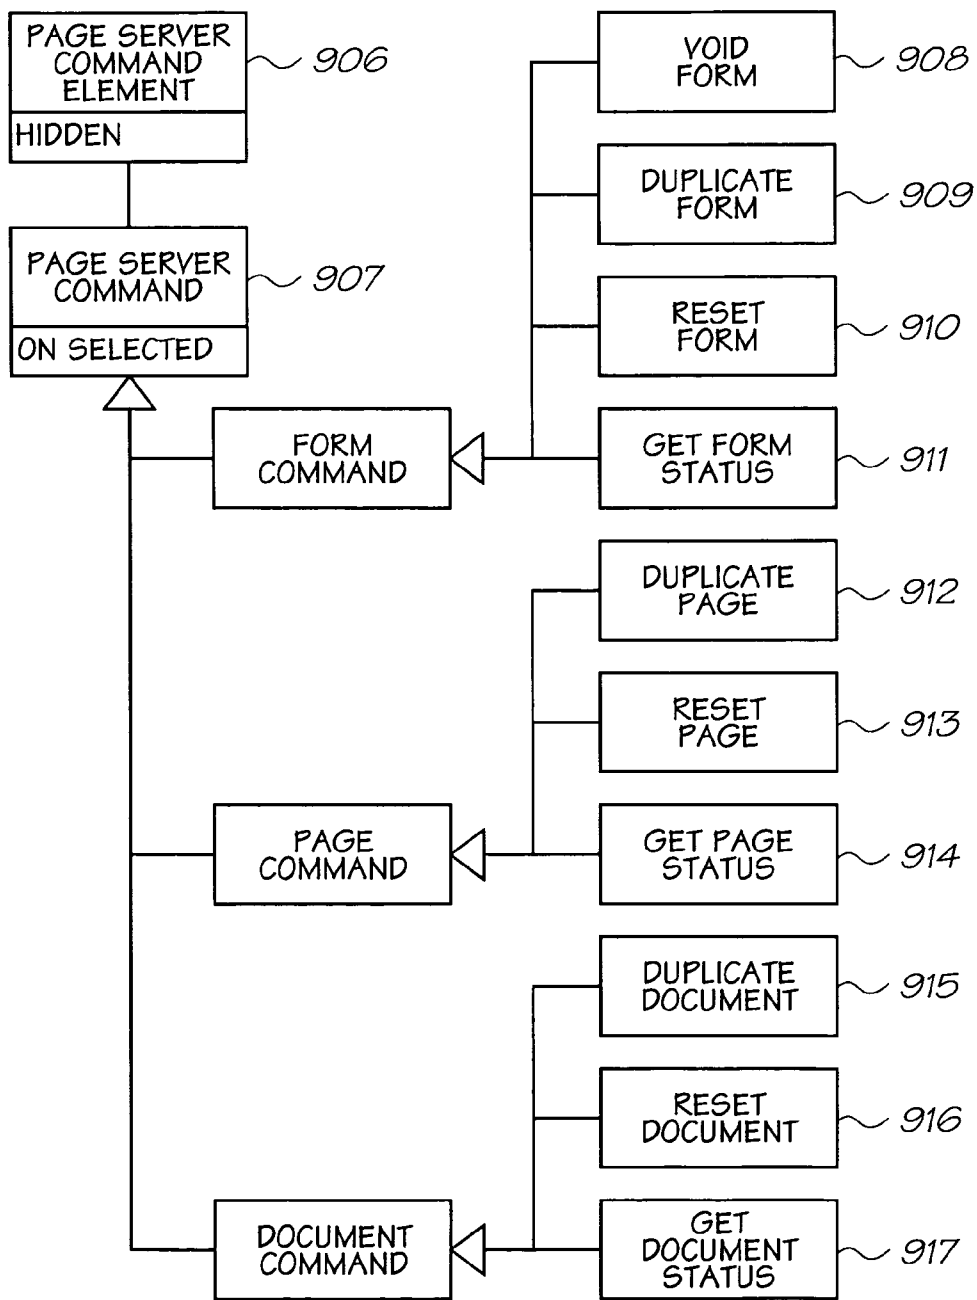 PAGE SERVER
COMMAND
ELEMENT
HIDDEN
906
PAGE SERVER
COMMAND
ON SELECTED
907
FORM
COMMAND
VOID
FORM
908
DUPLICATE
FORM
909
RESET
FORM
910
GET FORM
STATUS
911
PAGE
COMMAND
DUPLICATE
PAGE
912
RESET
PAGE
913
GET PAGE
STATUS
914
DOCUMENT
COMMAND
DUPLICATE
DOCUMENT
915
RESET
DOCUMENT
916
GET
DOCUMENT
STATUS
917